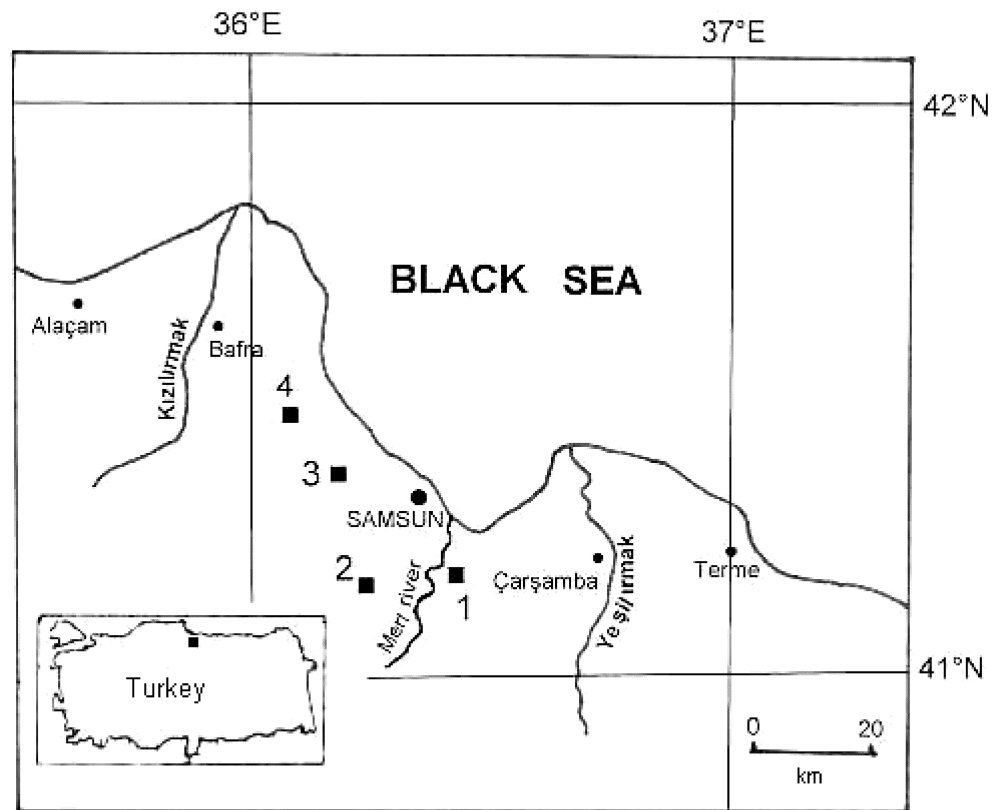 36°E
37°E
42°N
BLACK SEA
Alaçam
Bafra
Kızılırmak
4
3
SAMSUN
2
Mert river
1
Çarşamba
Yeşilırmak
Terme
41°N
Turkey
0 20
km